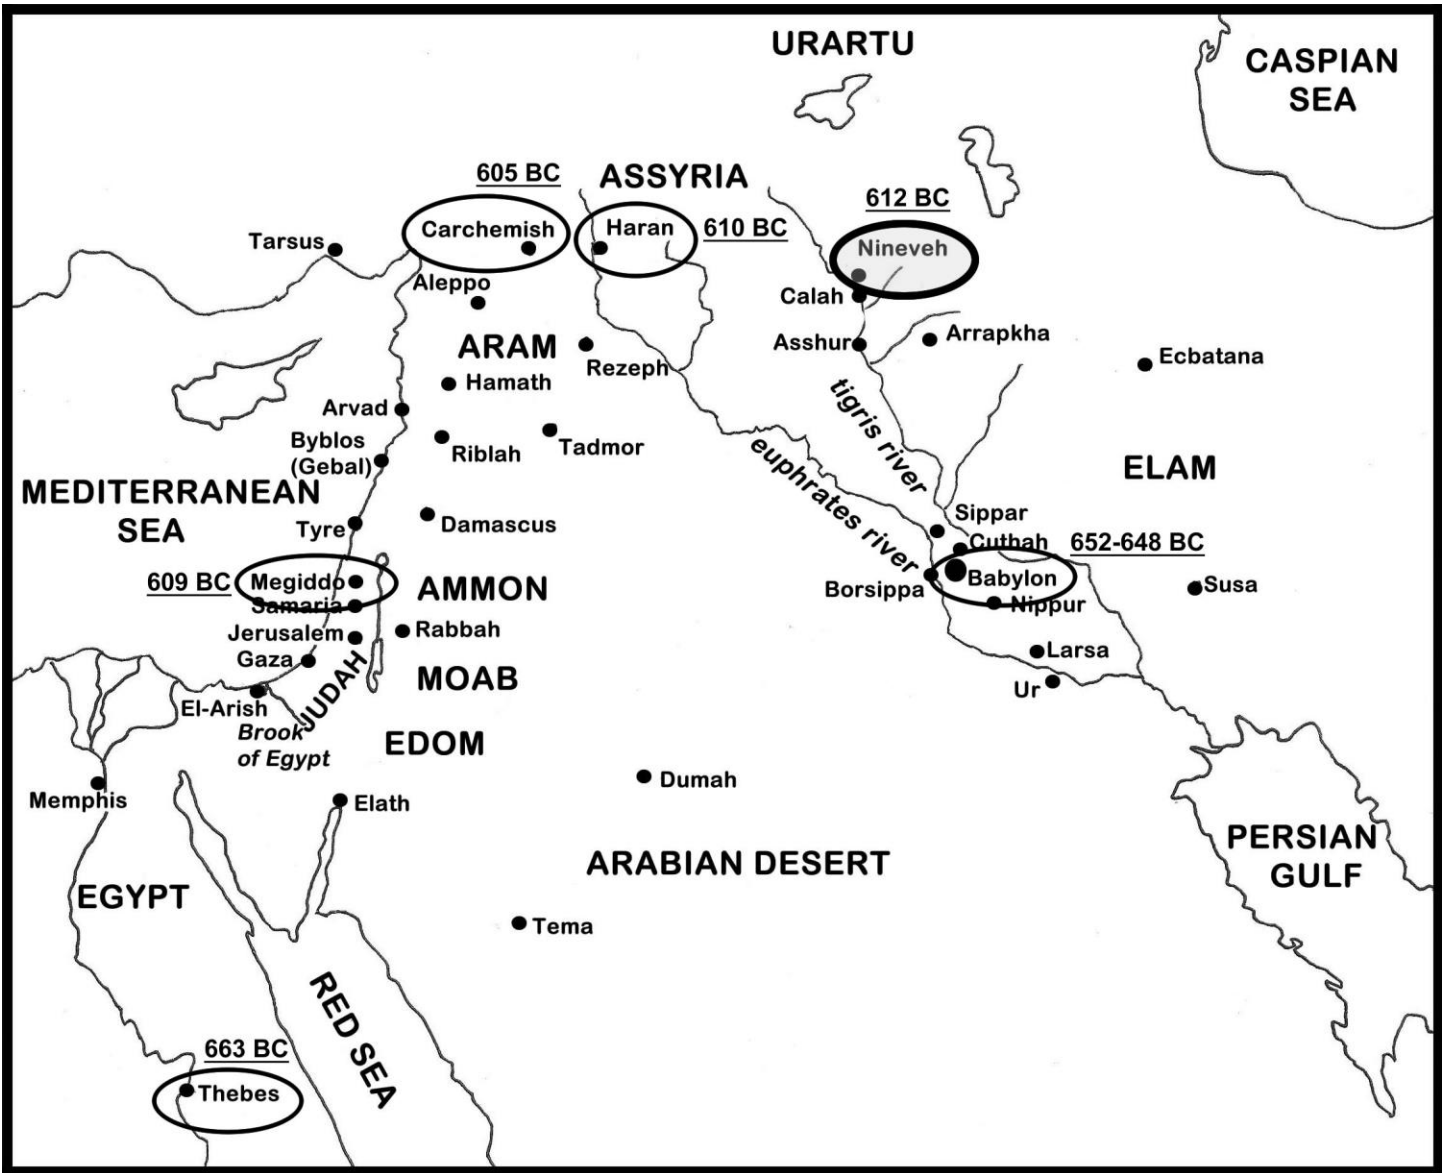 URARTU
CASPIAN
SEA
605 BC
ASSYRIA
612 BC
Carchemish
Haran
610 BC
Tarsus
Nineveh
Aleppo
Calah
ARAM
Asshur
Arrapkha
Rezeph
Ecbatana
Hamath
Arvad
tigris river
Byblos
(Gebal)
Riblah
Tadmor
euphrates river
ELAM
MEDITERRANEAN
SEA
Tyre
Damascus
Sippar
Cuthah
652-648 BC
609 BC
Megiddo
AMMON
Borsippa
Babylon
Susa
Samaria
Nippur
Jerusalem
Rabbah
Gaza
JUDAH
MOAB
Larsa
Ur
El-Arish
Brook
of Egypt
EDOM
Memphis
Elath
Dumah
PERSIAN
GULF
ARABIAN DESERT
EGYPT
Tema
RED SEA
663 BC
Thebes